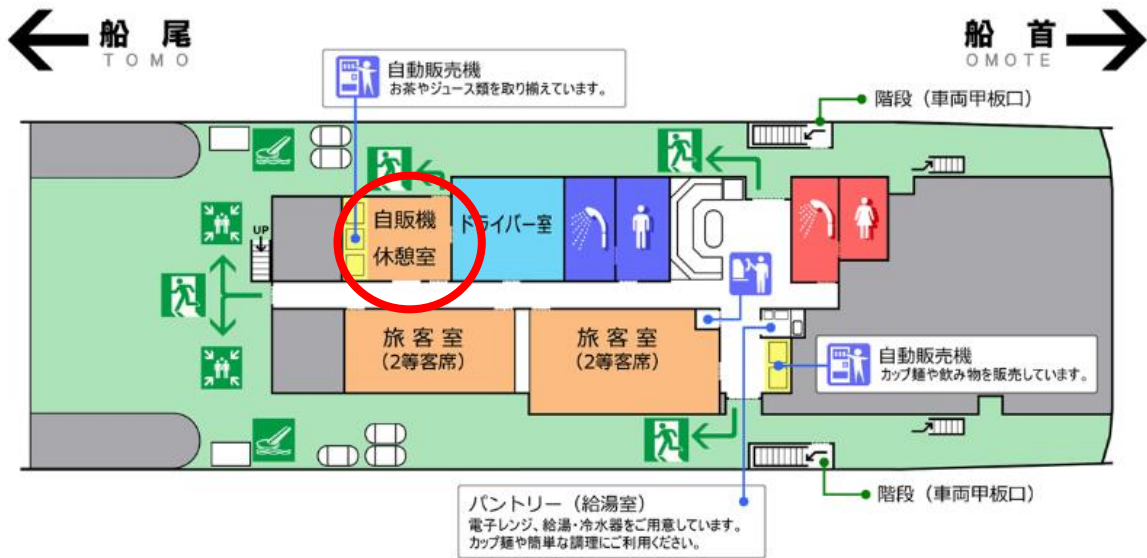 船尾
TOMO
船首
OMOTE
自動販売機
お茶やジュース類を取り揃えています。
階段（車両甲板口）
自販機
休憩室
ドライバー室
UP
旅客室
(2等客席)
旅客室
(2等客席)
自動販売機
カップ麺や飲み物を販売しています。
パントリー（給湯室）
電子レンジ、給湯・冷水器をご用意しています。
カップ麺や簡単な調理にご利用ください。
階段（車両甲板口）